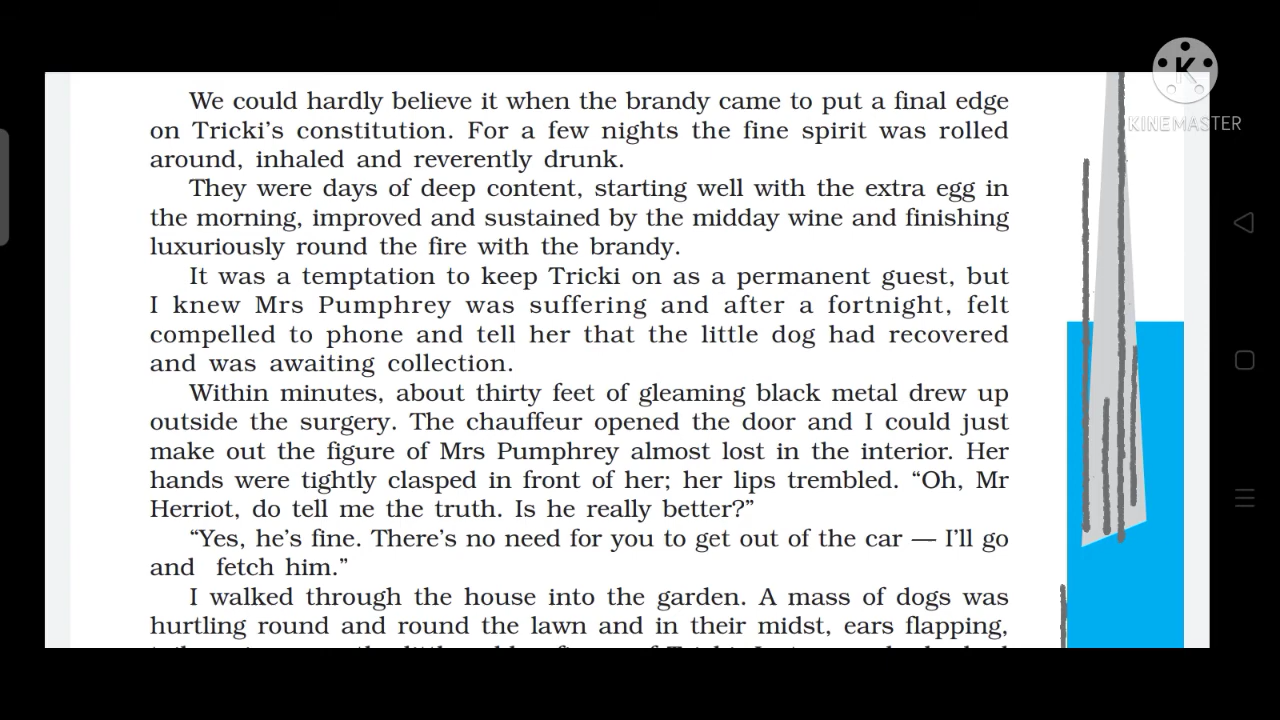 We could hardly believe it when the brandy came to put a final edge
on Tricki's constitution. For a few nights the fine spirit was rolled
around, inhaled and reverently drunk.
They were days of deep content, starting well with the extra egg in
the morning, improved and sustained by the midday wine and finishing
luxuriously round the fire with the brandy.
It was a temptation to keep Tricki on as a permanent guest, but
I knew Mrs Pumphrey was suffering and after a fortnight, felt
compelled to phone and tell her that the little dog had recovered
and was awaiting collection.
Within minutes, about thirty feet of gleaming black metal drew up
outside the surgery. The chauffeur opened the door and I could just
make out the figure of Mrs Pumphrey almost lost in the interior. Her
hands were tightly clasped in front of her; her lips trembled. “Oh, Mr
Herriot, do tell me the truth. Is he really better?”
“Yes, he's fine. There's no need for you to get out of the car — I'll go
and fetch him.”
I walked through the house into the garden. A mass of dogs was
hurtling round and round the lawn and in their midst, ears flapping,
K
KINEMASTER